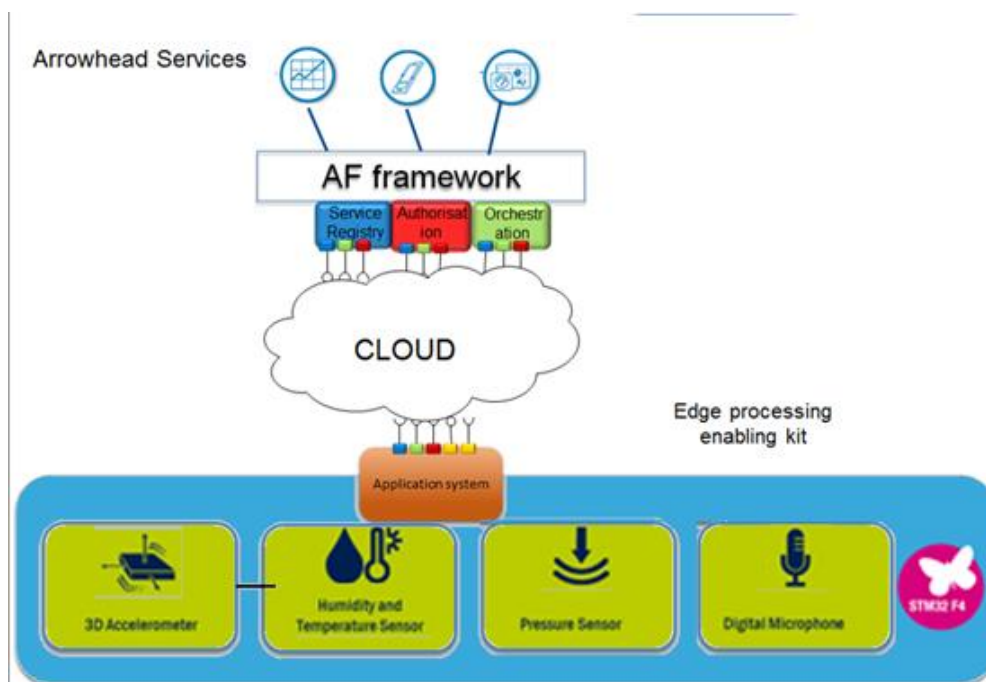 Arrowhead Services
AF framework
Service
Registry
Authorisat
ion
Orchestr
ation
CLOUD
Edge processing
enabling kit
Application system
3D Accelerometer
Humidity and
Temperature Sensor
Pressure Sensor
Digital Microphone
STM32 F4